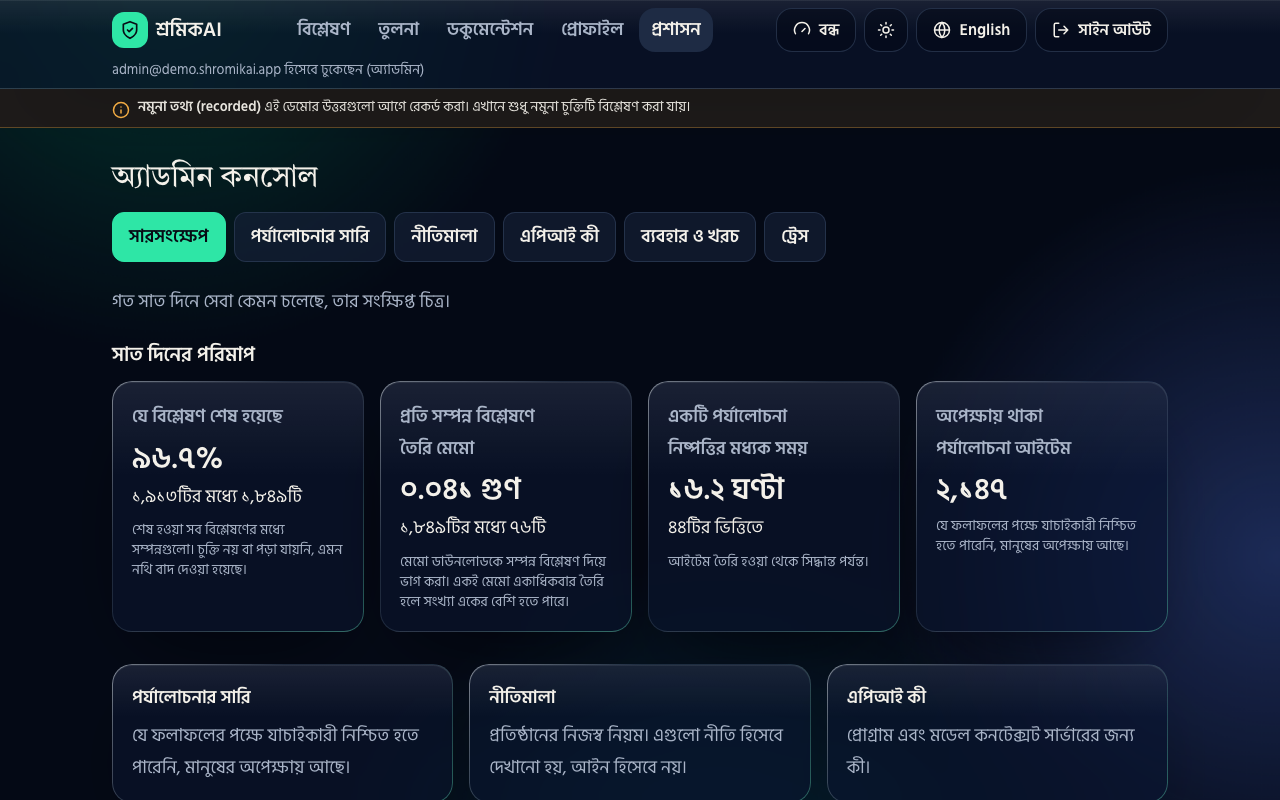 শ্রমিকAI
বিশ্লেষণ তুলনা ডকুমেন্টেশন প্রোফাইল প্রশাসন
বন্ধ English সাইন আউট
admin@demo.shromikai.app হিসেবে ঢুকেছেন (অ্যাডমিন)
নমুনা তথ্য (recorded) এই ডেমোর উত্তরগুলো আগে রেকর্ড করা। এখানে শুধু নমুনা চুক্তিটি বিশ্লেষণ করা যায়।
অ্যাডমিন কনসোল
সারসংক্ষেপ পর্যালোচনার সারি নীতিমালা এপিআই কী ব্যবহার ও খরচ ট্রেস
গত সাত দিনে সেবা কেমন চলেছে, তার সংক্ষিপ্ত চিত্র।
সাত দিনের পরিমাপ
যে বিশ্লেষণ শেষ হয়েছে
৯৬.৭%
১,৯১৩টির মধ্যে ১,৮৪৯টি
শেষ হওয়া সব বিশ্লেষণের মধ্যে
সম্পন্নগুলো। চুক্তি নয় বা পড়া যায়নি, এমন
নথি বাদ দেওয়া হয়েছে।
প্রতি সম্পন্ন বিশ্লেষণে
তৈরি মেমো
০.০৪১ গুণ
১,৮৪৯টির মধ্যে ৭৬টি
মেমো ডাউনলোডকে সম্পন্ন বিশ্লেষণ দিয়ে
ভাগ করা। একই মেমো একাধিকবার তৈরি
হলে সংখ্যা একের বেশি হতে পারে।
একটি পর্যালোচনা
নিষ্পত্তির মধ্যক সময়
১৬.২ ঘণ্টা
৪৪টির ভিত্তিতে
আইটেম তৈরি হওয়া থেকে সিদ্ধান্ত পর্যন্ত।
অপেক্ষায় থাকা
পর্যালোচনা আইটেম
২,১৪৭
যে ফলাফলের পক্ষে যাচাইকারী নিশ্চিত
হতে পারেনি, মানুষের অপেক্ষায় আছে।
পর্যালোচনার সারি
যে ফলাফলের পক্ষে যাচাইকারী নিশ্চিত হতে
পারেনি, মানুষের অপেক্ষায় আছে।
নীতিমালা
প্রতিষ্ঠানের নিজস্ব নিয়ম। এগুলো নীতি হিসেবে
দেখানো হয়, আইন হিসেবে নয়।
এপিআই কী
প্রোগ্রাম এবং মডেল কনটেক্সট সার্ভারের জন্য
কী।